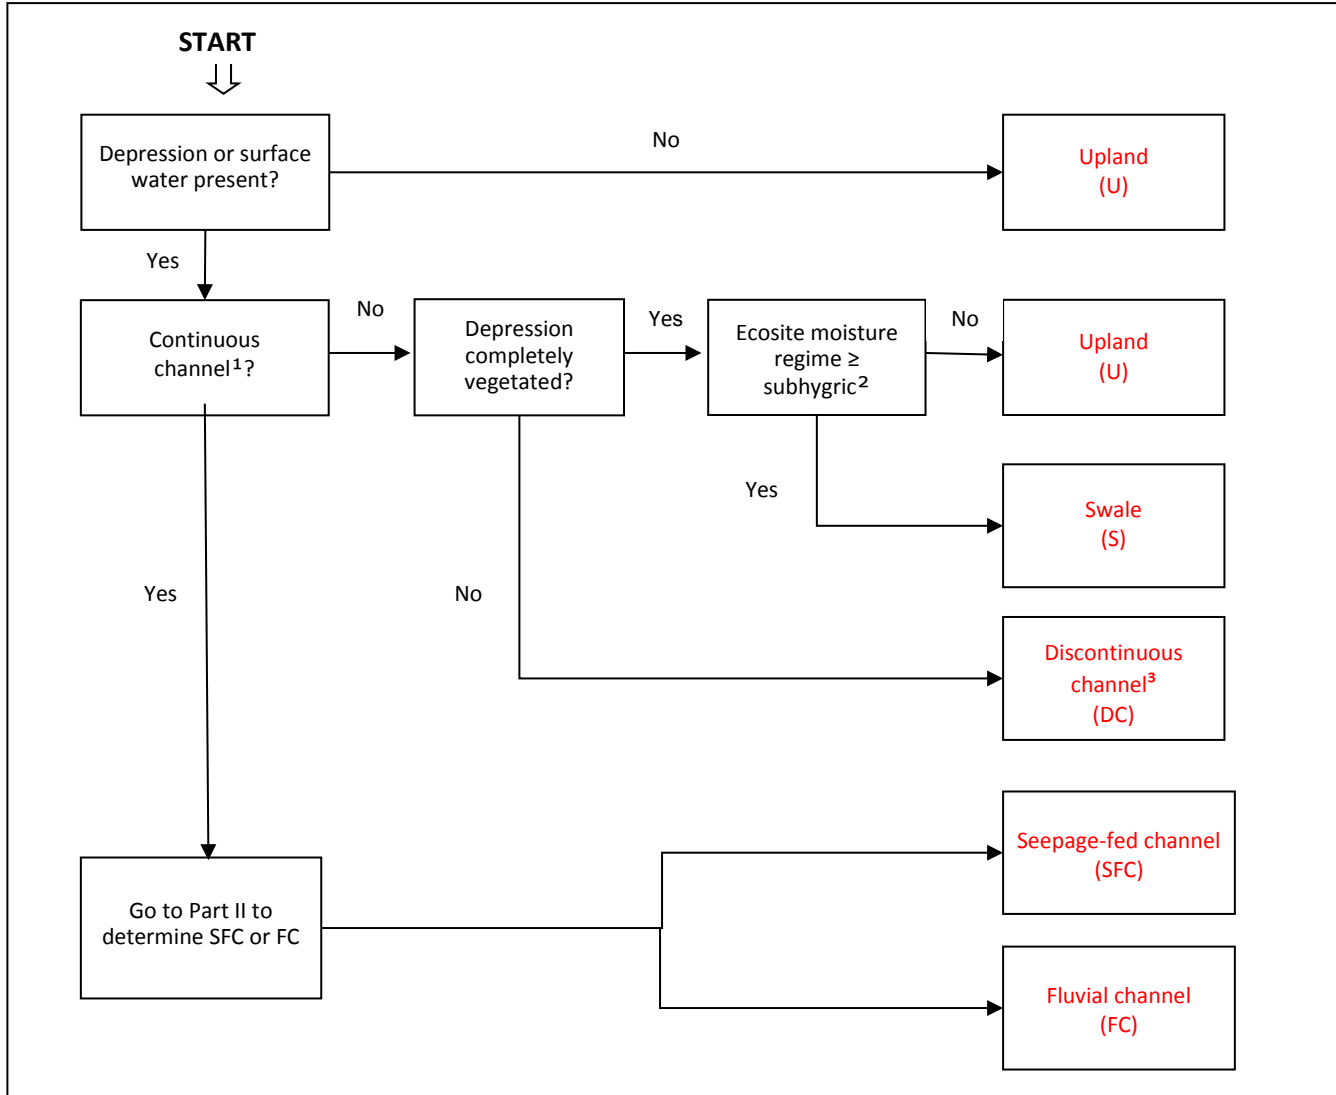 START
Depression or surface
water present?
No
Upland
(U)
Yes
Continuous
channel¹?
No
Depression
completely
vegetated?
Yes
Ecosite moisture
regime ≥
subhygric²
No
Upland
(U)
Yes
Swale
(S)
Yes
No
Discontinuous
channel³
(DC)
Seepage-fed channel
(SFC)
Go to Part II to
determine SFC or FC
Fluvial channel
(FC)